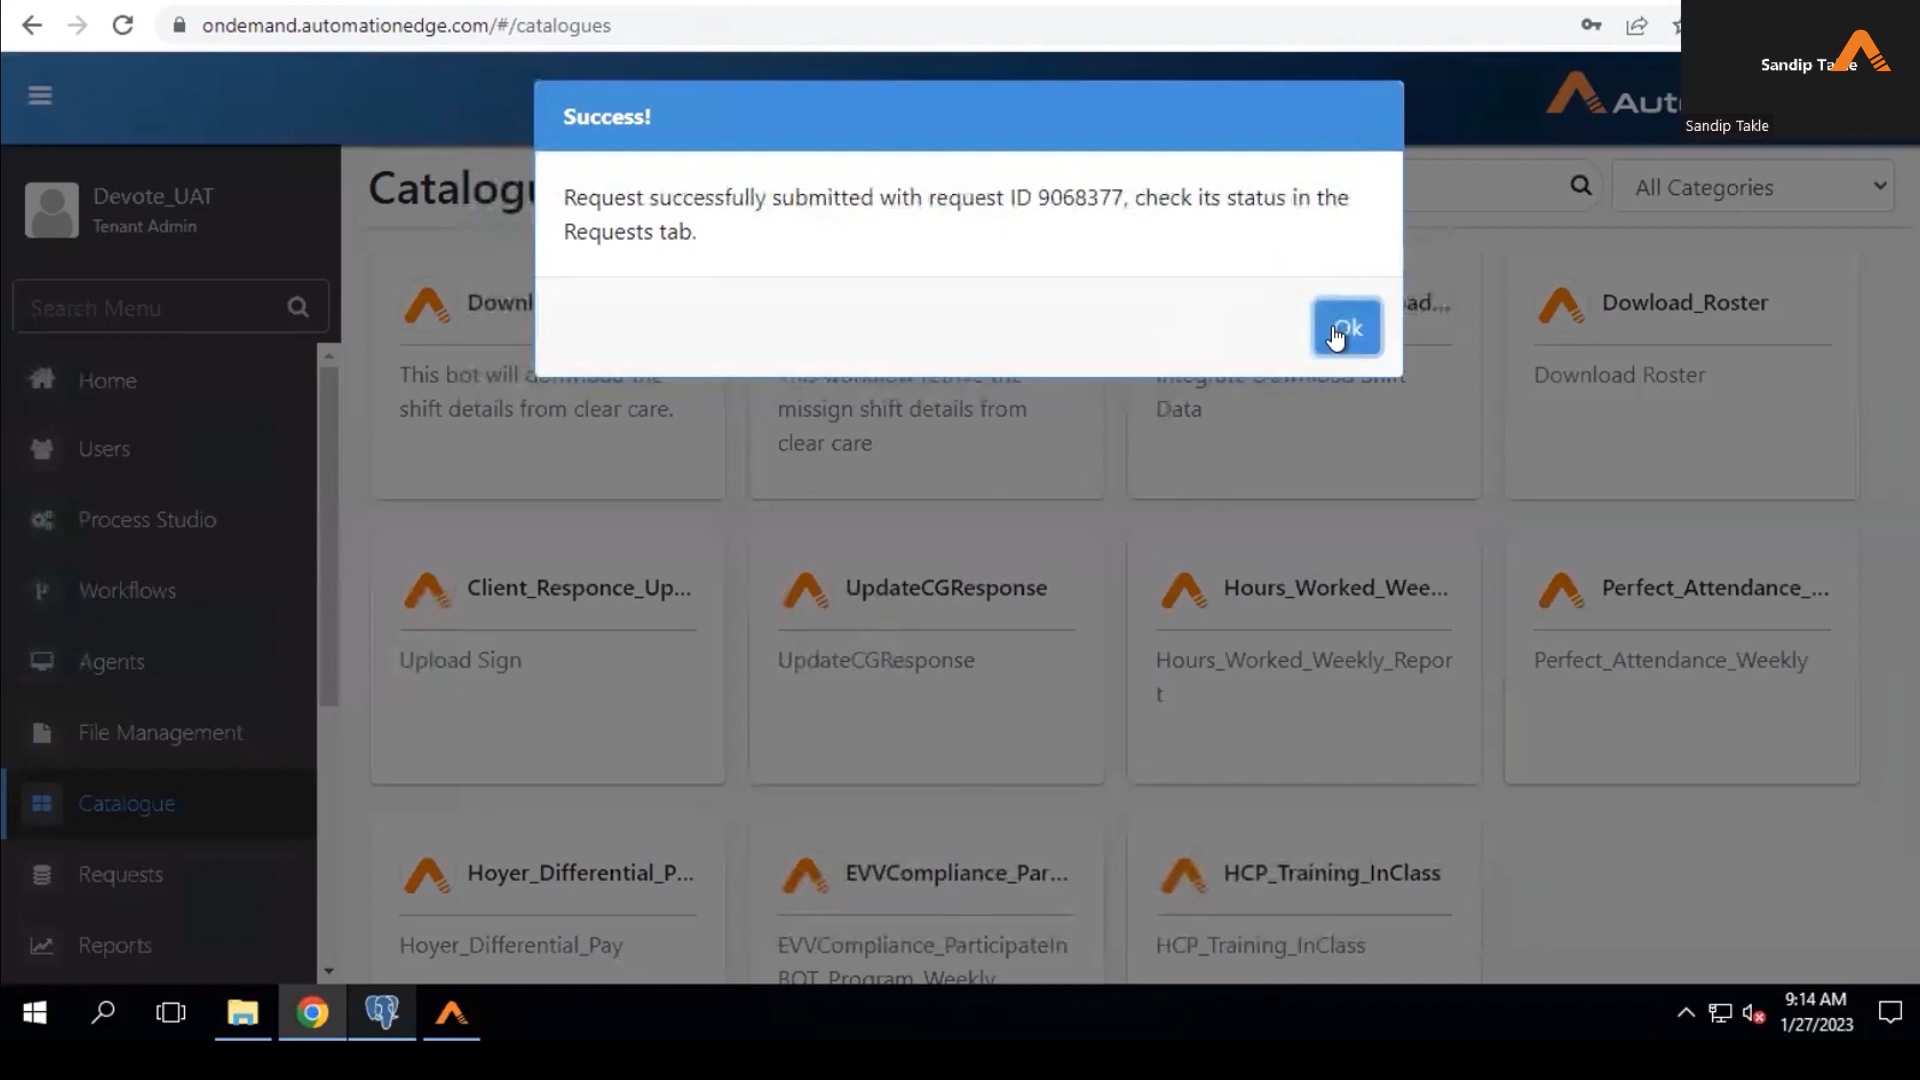 ondemand.automationedge.com/#/catalogues
Sandip
Sandip Takle
Success!
Request successfully submitted with request ID 9068377, check its status in the
Requests tab.
Ok
Devote_UAT
Tenant Admin
Search Menu
Home
Users
Process Studio
Workflows
Agents
File Management
Catalogue
Requests
Reports
All Categories
This bot will
shift details from clear care.
missign shift details from
clear care
Data
Dowload_Roster
Download Roster
Client_Responce_Up...
Upload Sign
UpdateCGResponse
UpdateCGResponse
Hours_Worked_Wee...
Hours_Worked_Weekly_Repor
t
Perfect_Attendance_...
Perfect_Attendance_Weekly
Hoyer_Differential_P...
Hoyer_Differential_Pay
EVVCompliance_Par...
EVVCompliance_ParticipateIn
BOT_Program_Weekly
HCP_Training_InClass
HCP_Training_InClass
9:14 AM
1/27/2023